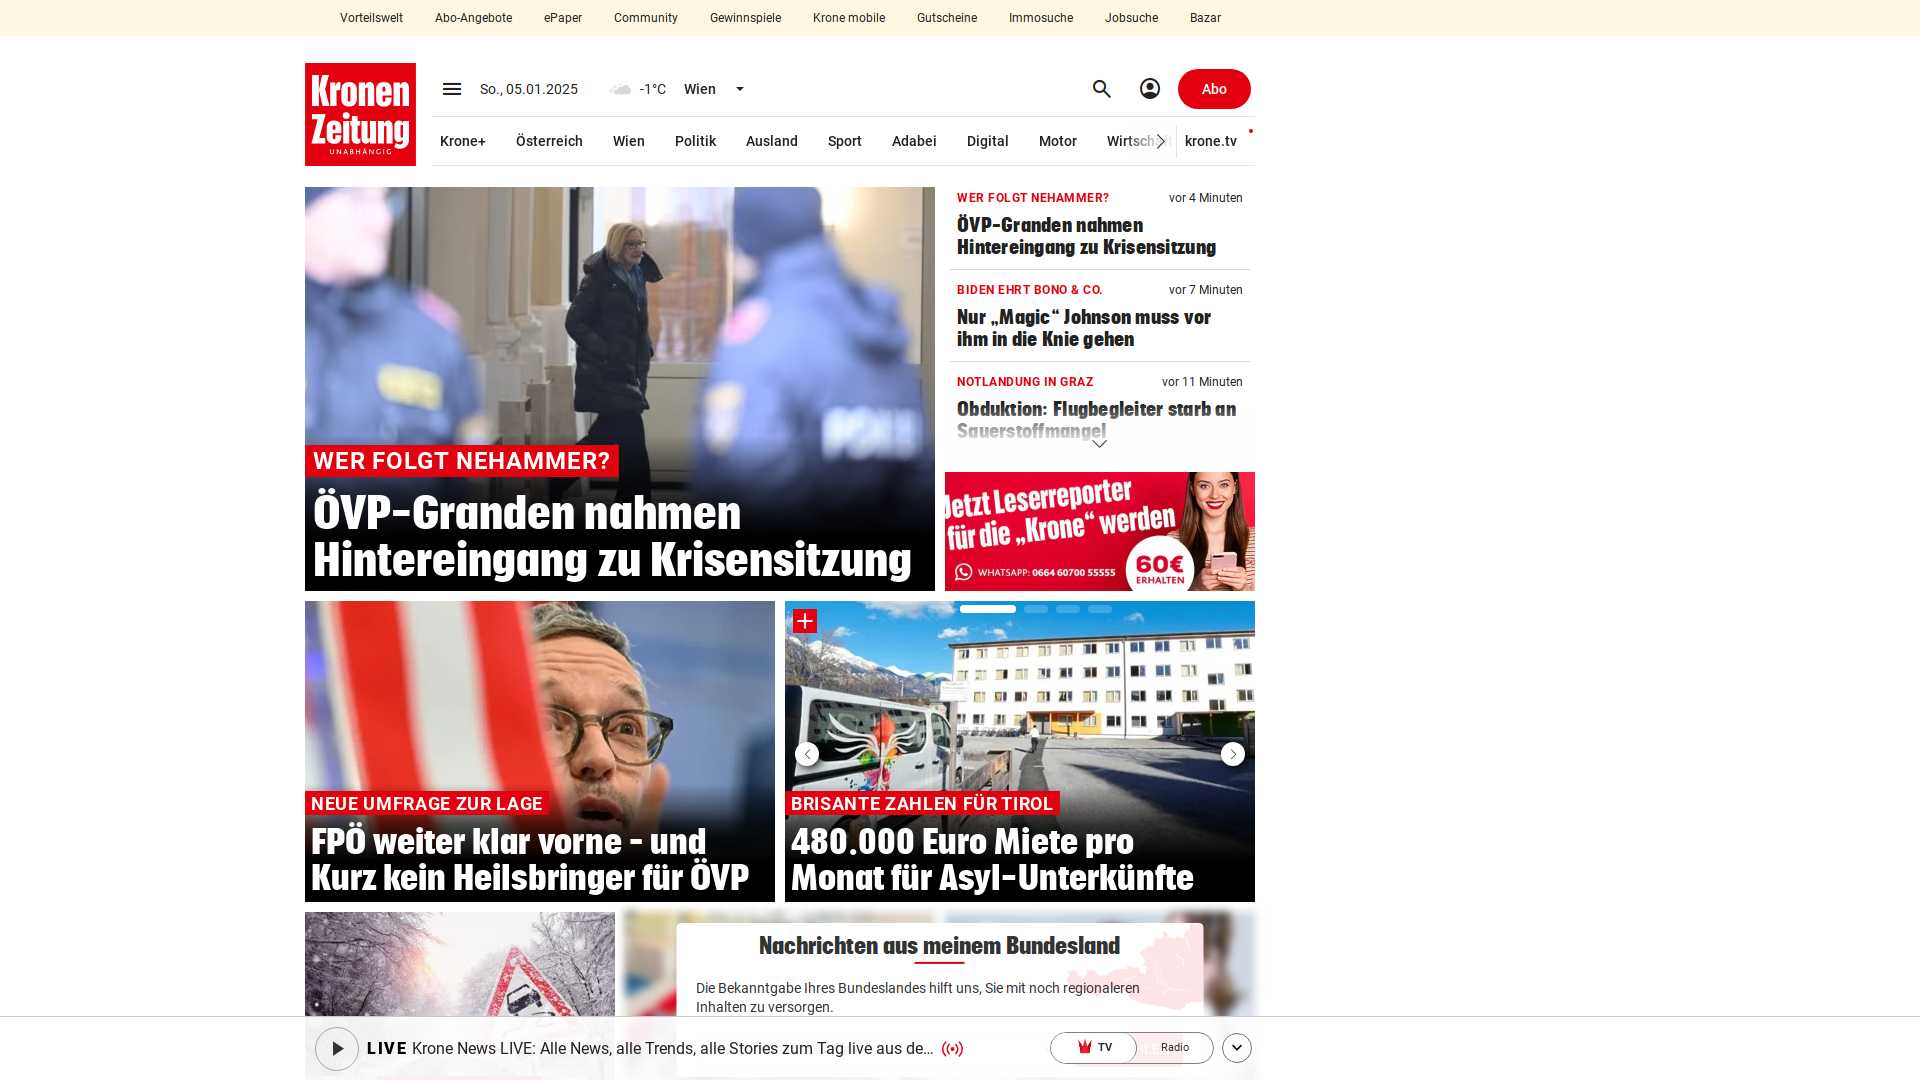 Vorteilswelt Abo-Angebote ePaper Community Gewinnspiele Krone mobile Gutscheine Immosuche Jobsuche Bazar
Kronen
Zeitung
UNABHÄNGIG
So., 05.01.2025 -1°C Wien
Abo
Krone+ Österreich Wien Politik Ausland Sport Adabei Digital Motor Wirtschaft krone.tv
WER FOLGT NEHAMMER?
ÖVP-Granden nahmen
Hintereingang zu Krisensitzung
WER FOLGT NEHAMMER? vor 4 Minuten
ÖVP-Granden nahmen
Hintereingang zu Krisensitzung
BIDEN EHRT BONO & CO. vor 7 Minuten
Nur „Magic“ Johnson muss vor
ihm in die Knie gehen
NOTLANDUNG IN GRAZ vor 11 Minuten
Obduktion: Flugbegleiter starb an
Sauerstoffmangel
Jetzt Leserreporter
für die „Krone“ werden
WHATSAPP: 0664 60700 55555
60€
ERHALTEN
NEUE UMFRAGE ZUR LAGE
FPÖ weiter klar vorne – und
Kurz kein Heilsbringer für ÖVP
BRISANTE ZAHLEN FÜR TIROL
480.000 Euro Miete pro
Monat für Asyl-Unterkünfte
Nachrichten aus meinem Bundesland
Die Bekanntgabe Ihres Bundeslandes hilft uns, Sie mit noch regionaleren
Inhalten zu versorgen.
LIVE Krone News LIVE: Alle News, alle Trends, alle Stories zum Tag live aus de...
TV Radio